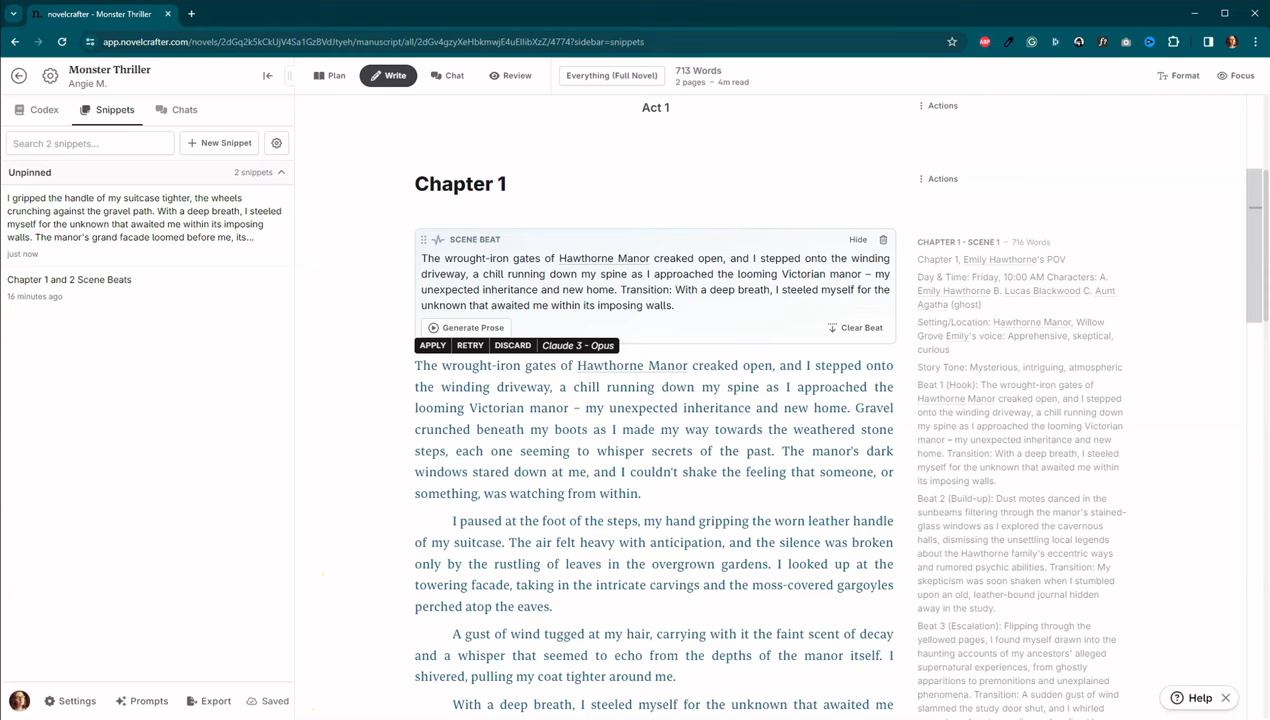 novelcrafter - Monster Thriller
app.novelcrafter.com/novels/2dGq2k5kCkUjV4Sa1GzBVdJtyeh/manuscript/all/2dGv4gzyXeHbkmwjE4uEllibXzZ/4774?sidebar=snippets
Monster Thriller
Angie M.
Plan
Write
Chat
Review
Everything (Full Novel)
713 Words
2 pages - 4m read
Format
Focus
Codex
Snippets
Chats
Search 2 snippets...
+ New Snippet
Unpinned
2 snippets
I gripped the handle of my suitcase tighter, the wheels
crunching against the gravel path. With a deep breath, I steeled
myself for the unknown that awaited me within its imposing
walls. The manor's grand facade loomed before me, its...
just now
Chapter 1 and 2 Scene Beats
16 minutes ago
Settings
Prompts
Export
Saved
Act 1
Actions
Chapter 1
Actions
SCENE BEAT
Hide
The wrought-iron gates of Hawthorne Manor creaked open, and I stepped onto the winding
driveway, a chill running down my spine as I approached the looming Victorian manor – my
unexpected inheritance and new home. Transition: With a deep breath, I steeled myself for the
unknown that awaited me within its imposing walls.
Generate Prose
Clear Beat
APPLY RETRY DISCARD Claude 3 - Opus
The wrought-iron gates of Hawthorne Manor creaked open, and I stepped onto
the winding driveway, a chill running down my spine as I approached the
looming Victorian manor – my unexpected inheritance and new home. Gravel
crunched beneath my boots as I made my way towards the weathered stone
steps, each one seeming to whisper secrets of the past. The manor's dark
windows stared down at me, and I couldn't shake the feeling that someone, or
something, was watching from within.
I paused at the foot of the steps, my hand gripping the worn leather handle
of my suitcase. The air felt heavy with anticipation, and the silence was broken
only by the rustling of leaves in the overgrown gardens. I looked up at the
towering facade, taking in the intricate carvings and the moss-covered gargoyles
perched atop the eaves.
A gust of wind tugged at my hair, carrying with it the faint scent of decay
and a whisper that seemed to echo from the depths of the manor itself. I
shivered, pulling my coat tighter around me.
With a deep breath, I steeled myself for the unknown that awaited me
CHAPTER 1 - SCENE 1 – 716 Words
Chapter 1, Emily Hawthorne's POV
Day & Time: Friday, 10:00 AM Characters: A.
Emily Hawthorne B. Lucas Blackwood C. Aunt
Agatha (ghost)
Setting/Location: Hawthorne Manor, Willow
Grove Emily's voice: Apprehensive, skeptical,
curious
Story Tone: Mysterious, intriguing, atmospheric
Beat 1 (Hook): The wrought-iron gates of
Hawthorne Manor creaked open, and I stepped
onto the winding driveway, a chill running down
my spine as I approached the looming Victorian
manor – my unexpected inheritance and new
home. Transition: With a deep breath, I steeled
myself for the unknown that awaited me within
its imposing walls.
Beat 2 (Build-up): Dust motes danced in the
sunbeams filtering through the manor's stained-
glass windows as I explored the cavernous
halls, dismissing the unsettling local legends
about the Hawthorne family's eccentric ways
and rumored psychic abilities. Transition: My
skepticism was soon shaken when I stumbled
upon an old, leather-bound journal hidden
away in the study.
Beat 3 (Escalation): Flipping through the
yellowed pages, I found myself drawn into the
haunting accounts of my ancestors' alleged
supernatural experiences, from ghostly
apparitions to premonitions and unexplained
phenomena. Transition: A sudden gust of wind
slammed the study door shut, and I whirled
Help